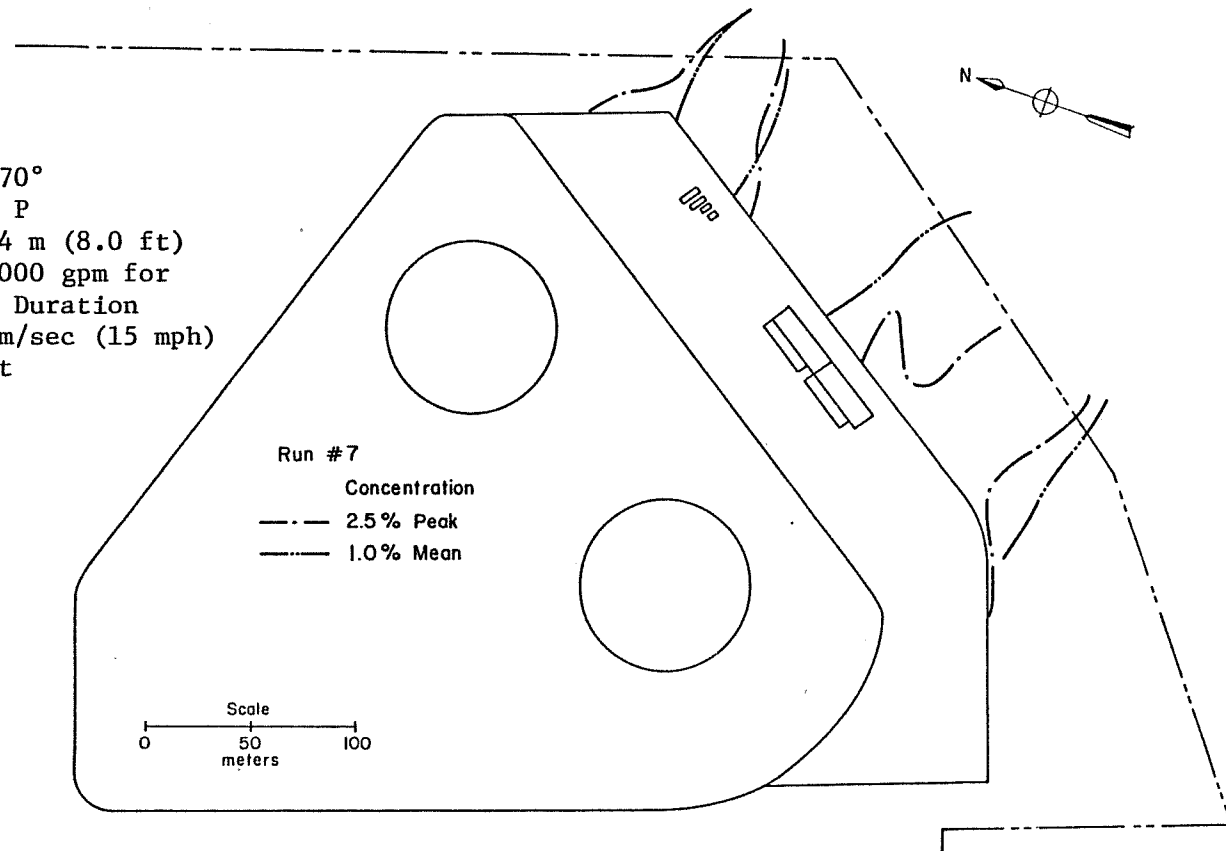 N
70°
P
4 m (8.0 ft)
000 gpm for
Duration
m/sec (15 mph)
t
Run #7
Concentration
2.5% Peak
1.0% Mean
Scale
0 50 100
meters